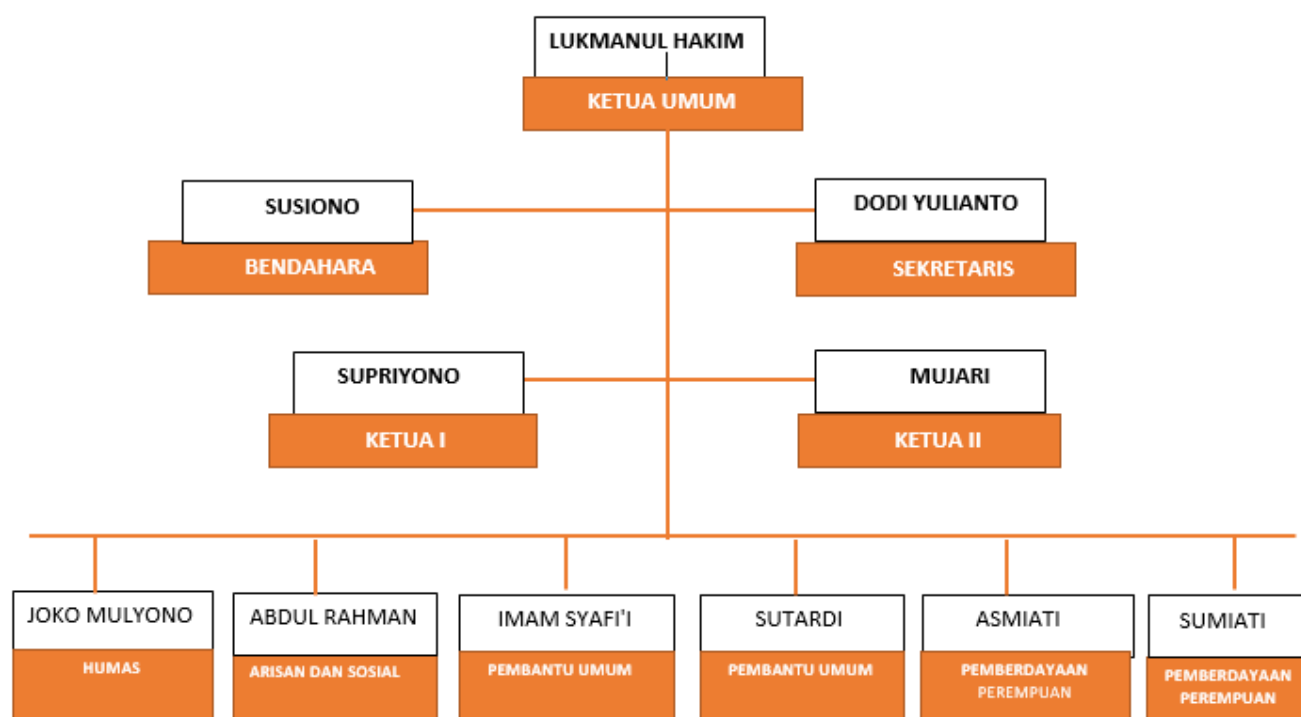 LUKMANUL HAKIM
KETUA UMUM
SUSIONO
BENDAHARA
DODI YULIANTO
SEKRETARIS
SUPRIYONO
KETUA I
MUJARI
KETUA II
JOKO MULYONO
HUMAS
ABDUL RAHMAN
ARISAN DAN SOSIAL
IMAM SYAFI'I
PEMBANTU UMUM
SUTARDI
PEMBANTU UMUM
ASMIATI
PEMBERDAYAAN
PEREMPUAN
SUMIATI
PEMBERDAYAAN
PEREMPUAN